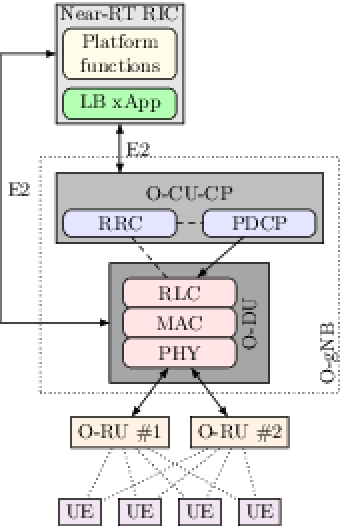 Near-RT RIC
Platform
functions
LB xApp
E2
E2
O-CU-CP
RRC
PDCP
RLC
MAC
PHY
O-DU
O-gNB
O-RU #1
O-RU #2
UE
UE
UE
UE